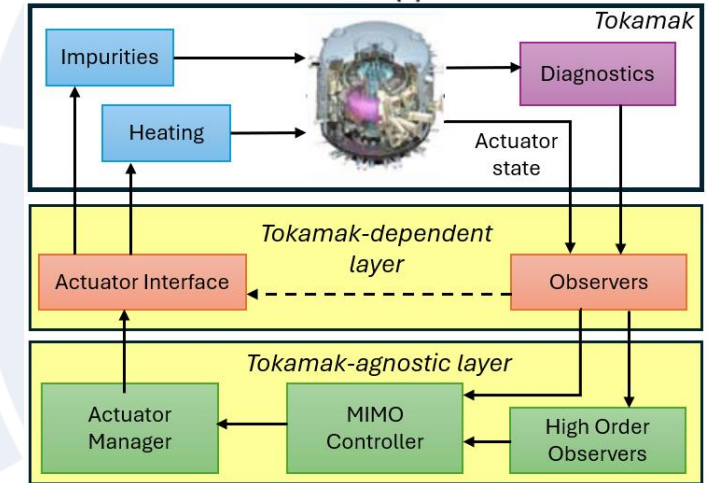 Tokamak
Impurities
Diagnostics
Heating
Actuator
state
Tokamak-dependent
layer
Actuator Interface
Observers
Tokamak-agnostic layer
Actuator
Manager
MIMO
Controller
High Order
Observers